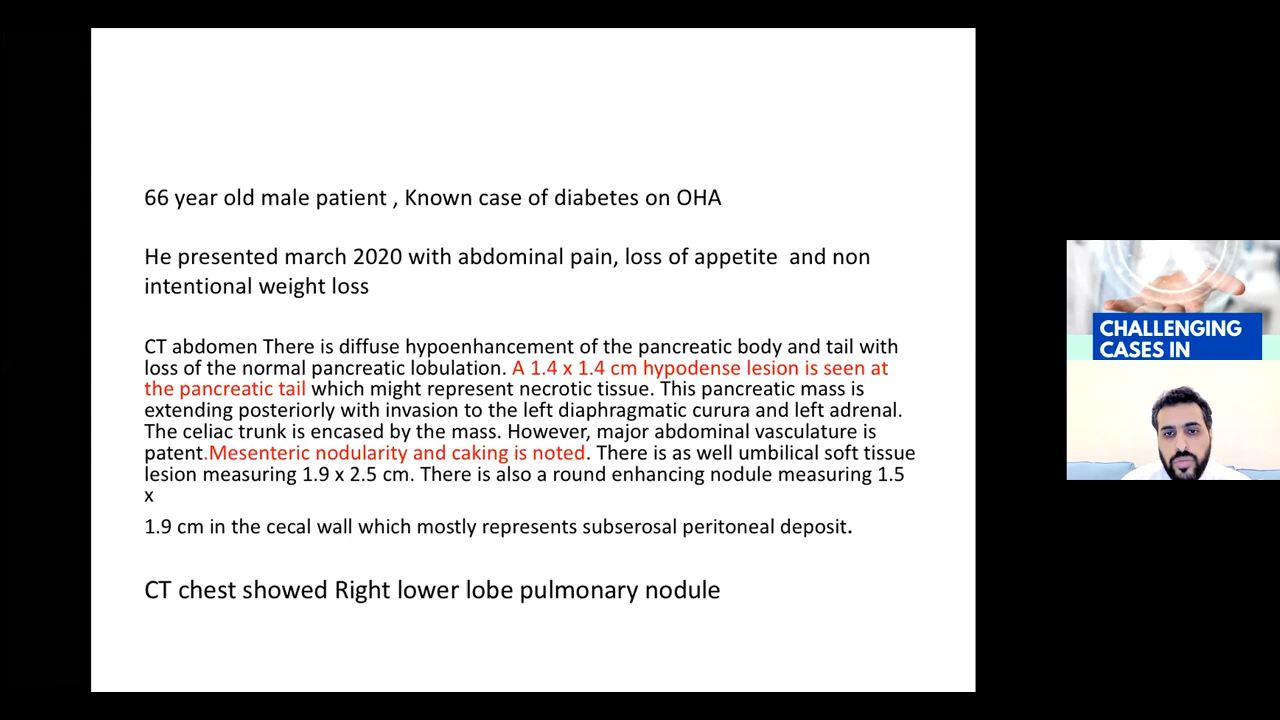 66 year old male patient , Known case of diabetes on OHA
He presented march 2020 with abdominal pain, loss of appetite  and non
intentional weight loss
CT abdomen There is diffuse hypoenhancement of the pancreatic body and tail with
loss of the normal pancreatic lobulation. A 1.4 x 1.4 cm hypodense lesion is seen at
the pancreatic tail which might represent necrotic tissue. This pancreatic mass is
extending posteriorly with invasion to the left diaphragmatic curura and left adrenal.
The celiac trunk is encased by the mass. However, major abdominal vasculature is
patent.Mesenteric nodularity and caking is noted. There is as well umbilical soft tissue
lesion measuring 1.9 x 2.5 cm. There is also a round enhancing nodule measuring 1.5
x
1.9 cm in the cecal wall which mostly represents subserosal peritoneal deposit.
CT chest showed Right lower lobe pulmonary nodule
CHALLENGING
CASES IN